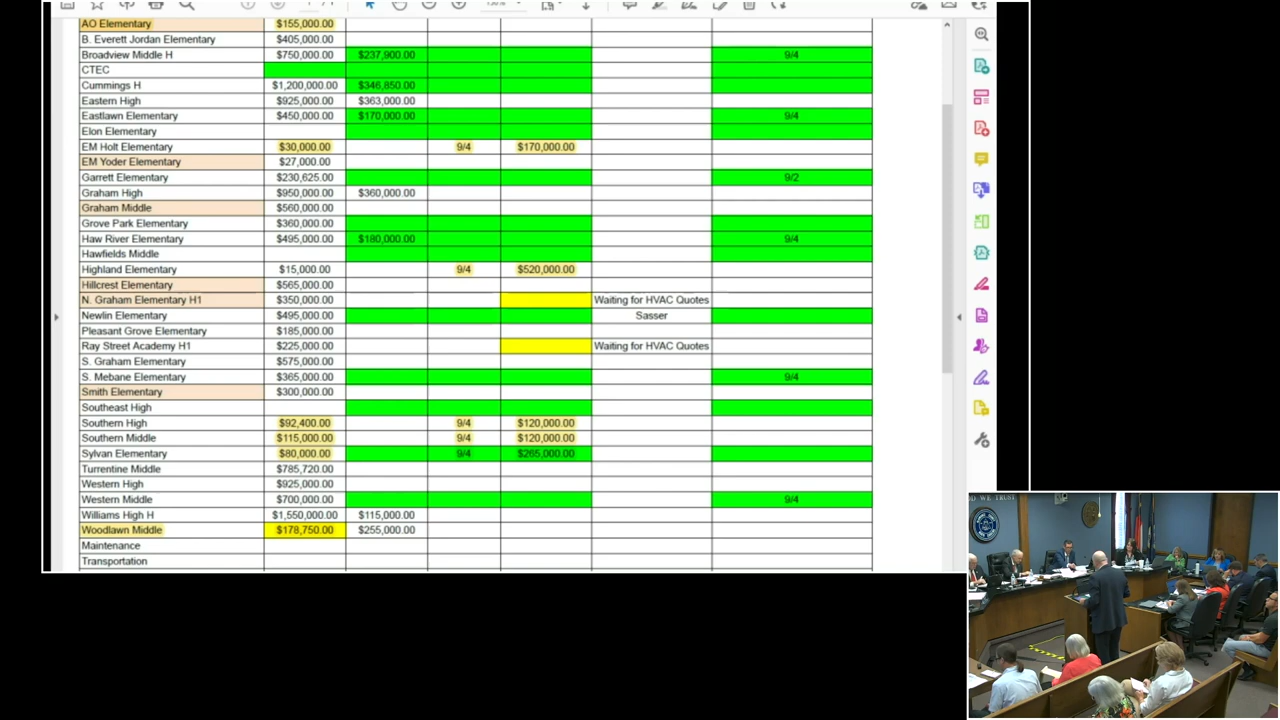 AO Elementary $155,000.00
B. Everett Jordan Elementary $405,000.00
Broadview Middle H $750,000.00 $237,900.00 9/4
CTEC
Cummings H $1,200,000.00 $346,850.00
Eastern High $925,000.00 $363,000.00
Eastlawn Elementary $450,000.00 $170,000.00 9/4
Elon Elementary
EM Holt Elementary $30,000.00 9/4 $170,000.00
EM Yoder Elementary $27,000.00
Garrett Elementary $230,625.00 9/2
Graham High $950,000.00 $360,000.00
Graham Middle $560,000.00
Grove Park Elementary $360,000.00
Haw River Elementary $495,000.00 $180,000.00 9/4
Hawfields Middle
Highland Elementary $15,000.00 9/4 $520,000.00
Hillcrest Elementary $565,000.00
N. Graham Elementary H1 $350,000.00 Waiting for HVAC Quotes
Newlin Elementary $495,000.00 Sasser
Pleasant Grove Elementary $185,000.00
Ray Street Academy H1 $225,000.00 Waiting for HVAC Quotes
S. Graham Elementary $575,000.00
S. Mebane Elementary $365,000.00 9/4
Smith Elementary $300,000.00
Southeast High
Southern High $92,400.00 9/4 $120,000.00
Southern Middle $115,000.00 9/4 $120,000.00
Sylvan Elementary $80,000.00 9/4 $265,000.00
Turrentine Middle $785,720.00
Western High $925,000.00
Western Middle $700,000.00 9/4
Williams High H $1,550,000.00 $115,000.00
Woodlawn Middle $178,750.00 $255,000.00
Maintenance
Transportation
WE TRUST